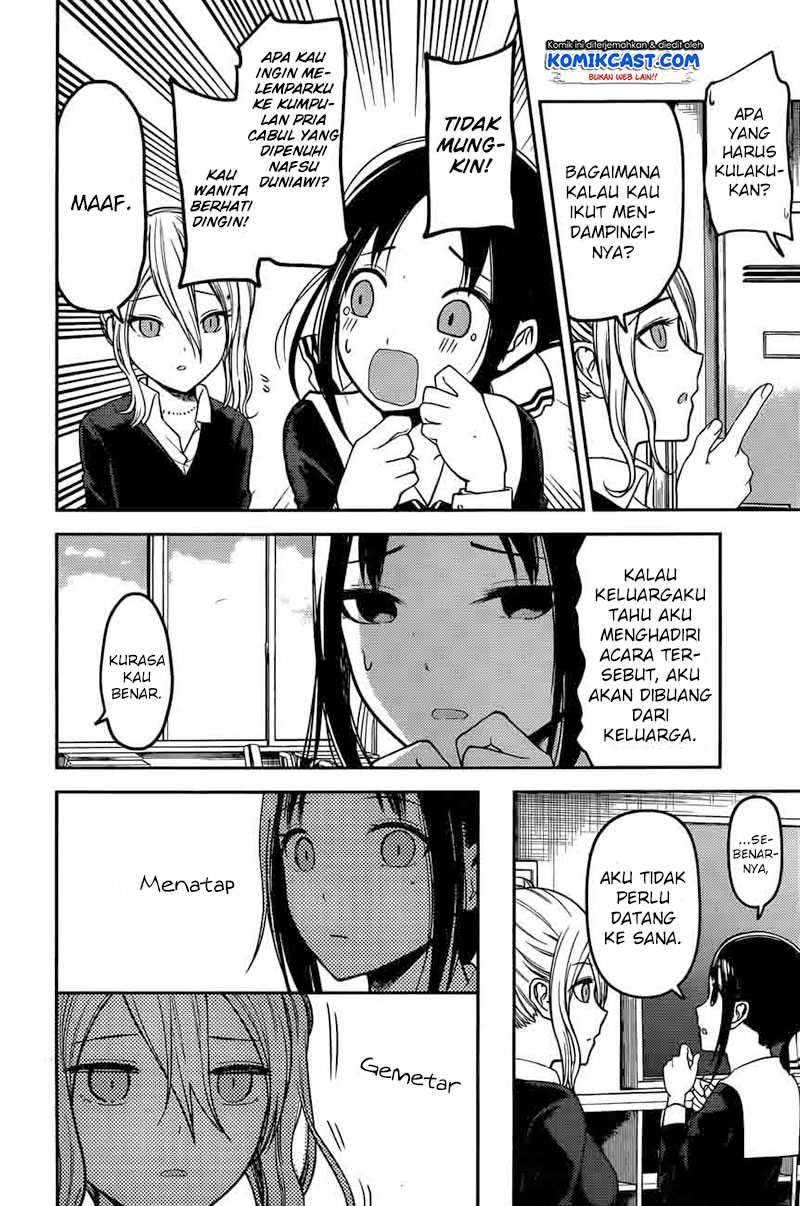 Komik ini diterjemahkan & diedit oleh
KOMIKCAST.COM
BUKAN WEB LAIN!!
APA
YANG
HARUS
KULAKU-
KAN?
BAGAIMANA
KALAU KAU
IKUT MEN-
DAMPINGI-
NYA?
TIDAK
MUNG-
KIN!
APA KAU
INGIN ME-
LEMPARKU
KE KUMPU-
LAN PRIA
CABUL YANG
DIPENUHI
NAFSU
DUNIAWI?
KAU
WANITA
BERHATI
DINGIN!
MAAF.
KALAU
KELUARGAKU
TAHU AKU
MENGHADIRI
ACARA TER-
SEBUT, AKU
AKAN DIBUANG
DARI
KELUARGA.
KURASA
KAU
BENAR.
...SE-
BENAR-
NYA,
AKU TIDAK
PERLU
DATANG
KE SANA.
Menatap
Gemetar